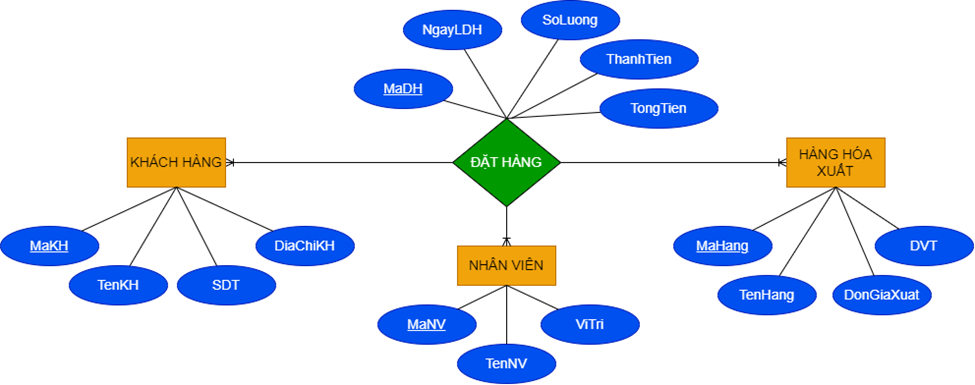 SoLuong
NgayLDH
ThanhTien
MaDH
TongTien
KHÁCH HÀNG
ĐẶT HÀNG
HÀNG HÓA
XUẤT
MaKH
DiaChiKH
TenKH
SDT
NHÂN VIÊN
MaNV
ViTri
TenNV
MaHang
DVT
TenHang
DonGiaXuat